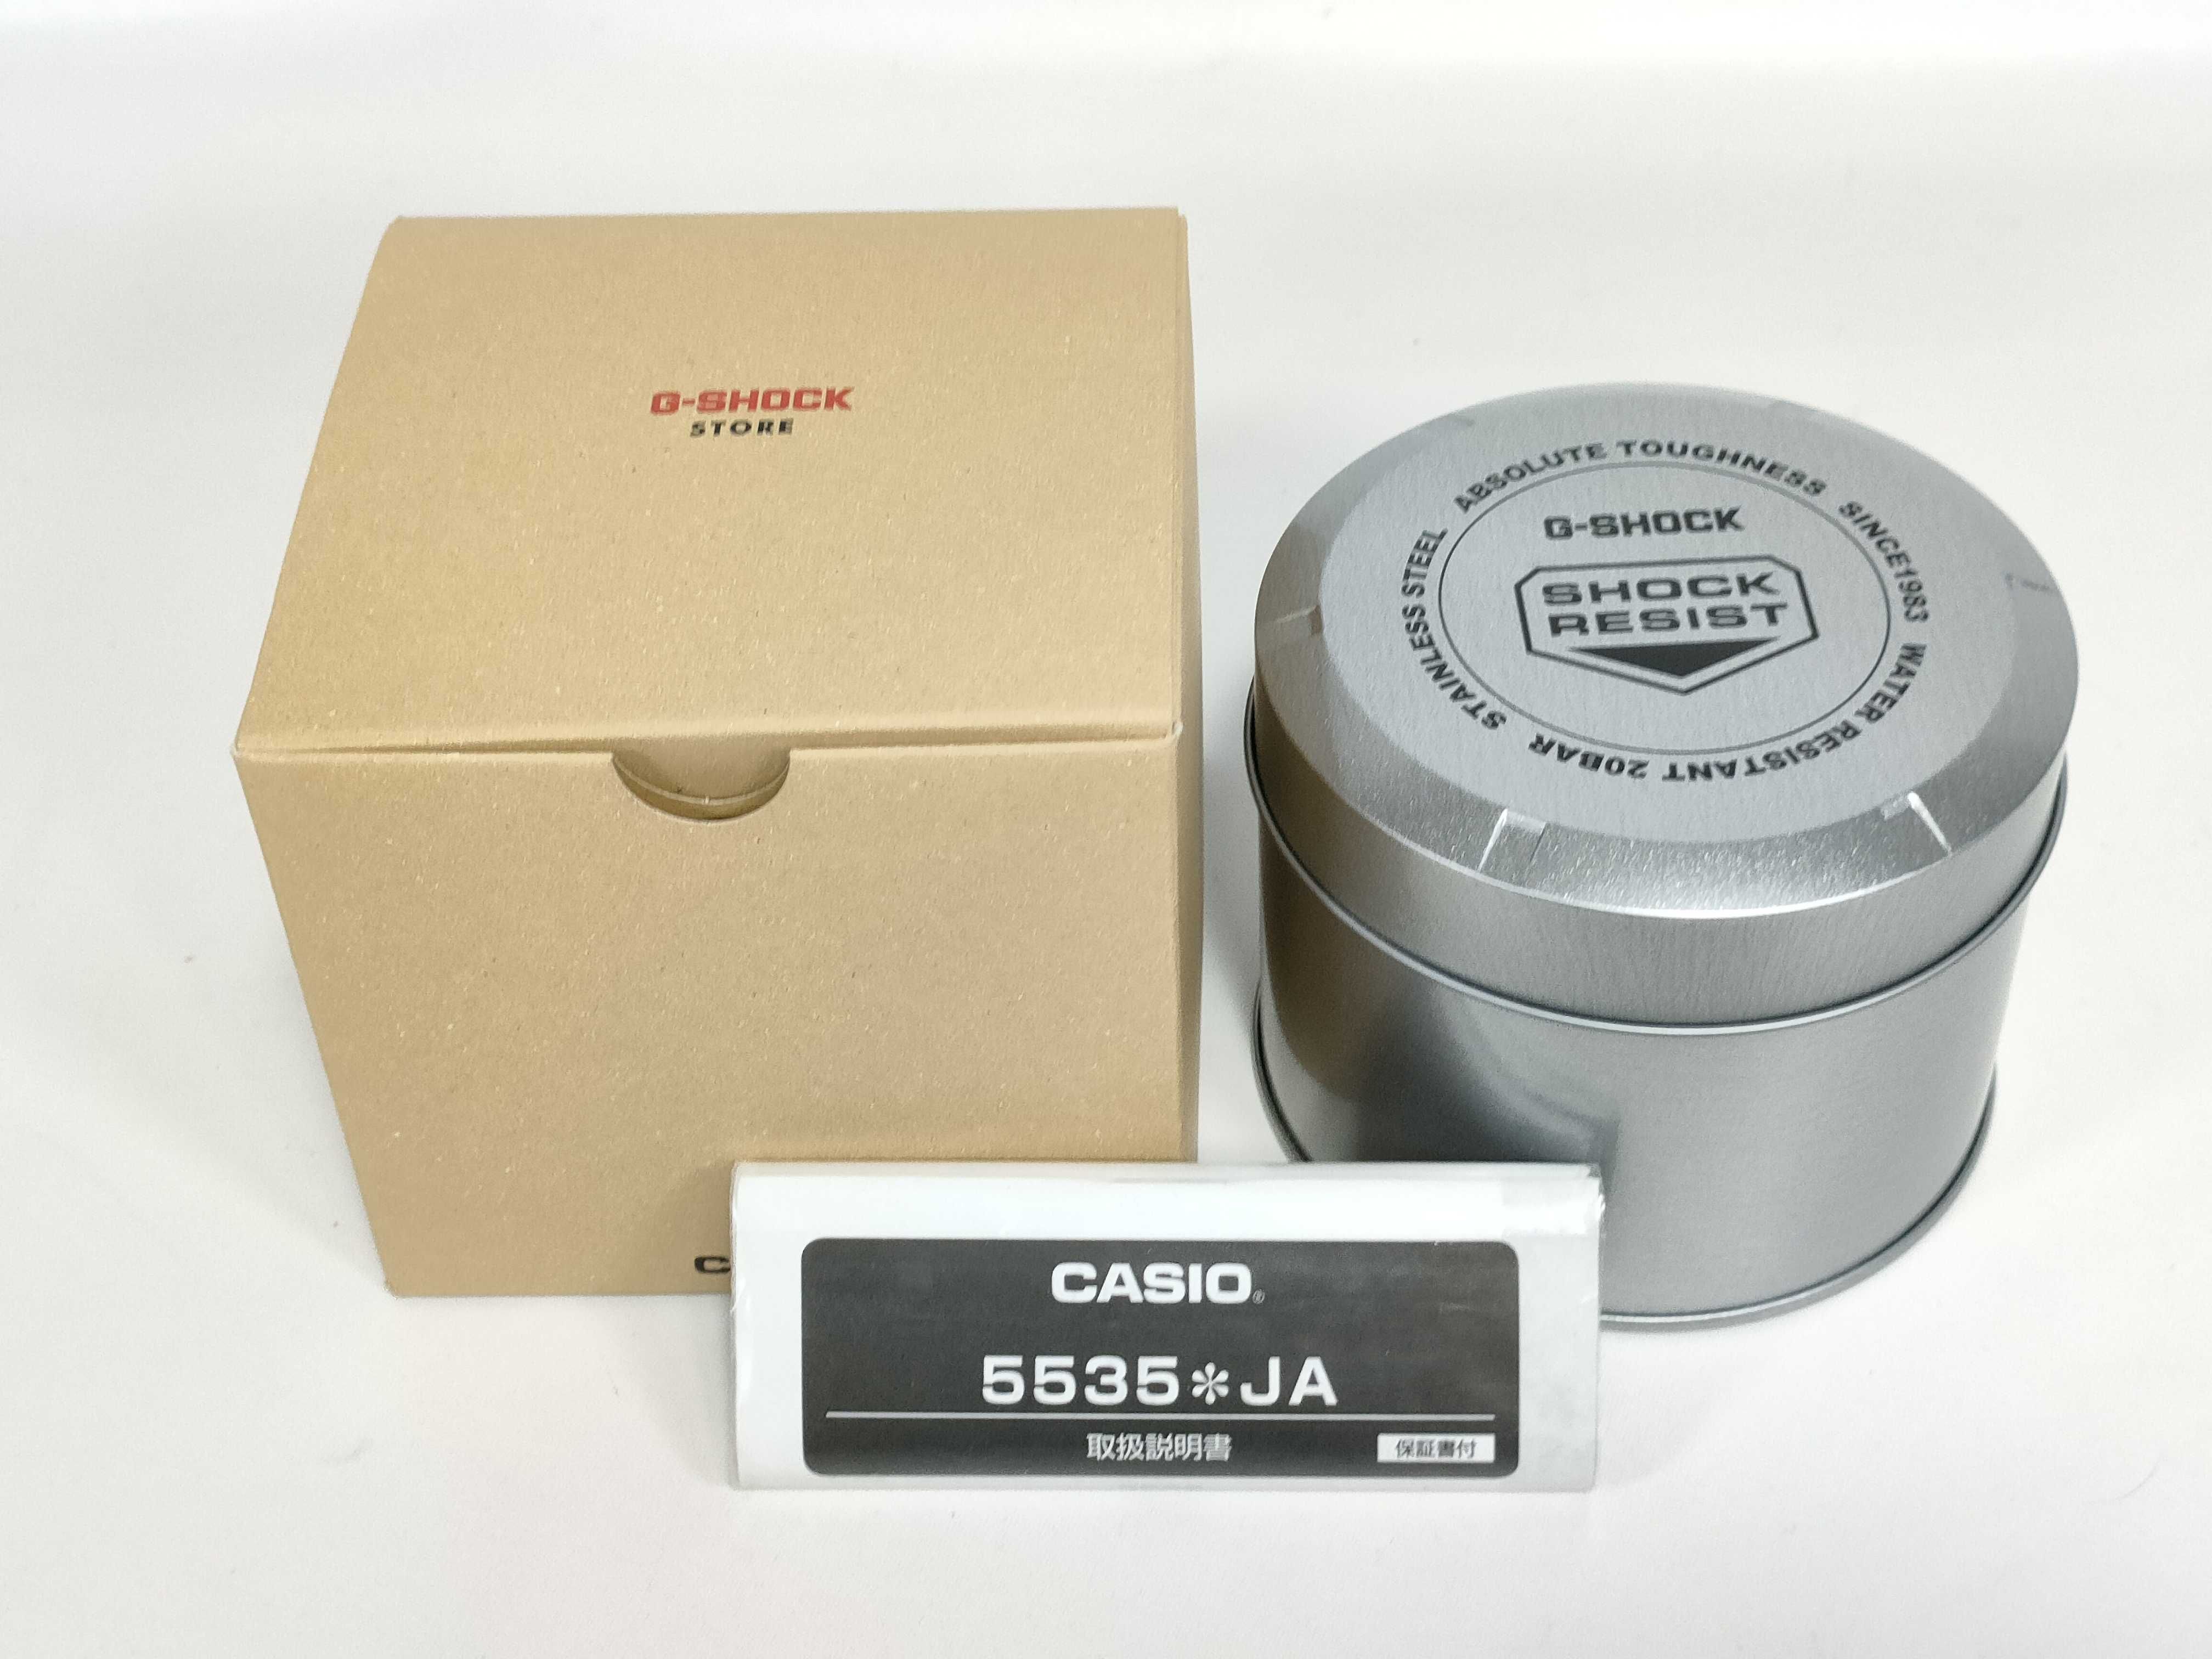 G-SHOCK
STORE
ABSOLUTE TOUGHNESS SINCE1983 WATER RESISTANT 20BAR STAINLESS STEEL
G-SHOCK
SHOCK
RESIST
C
CASIO®
5535*JA
取扱説明書
保証書付